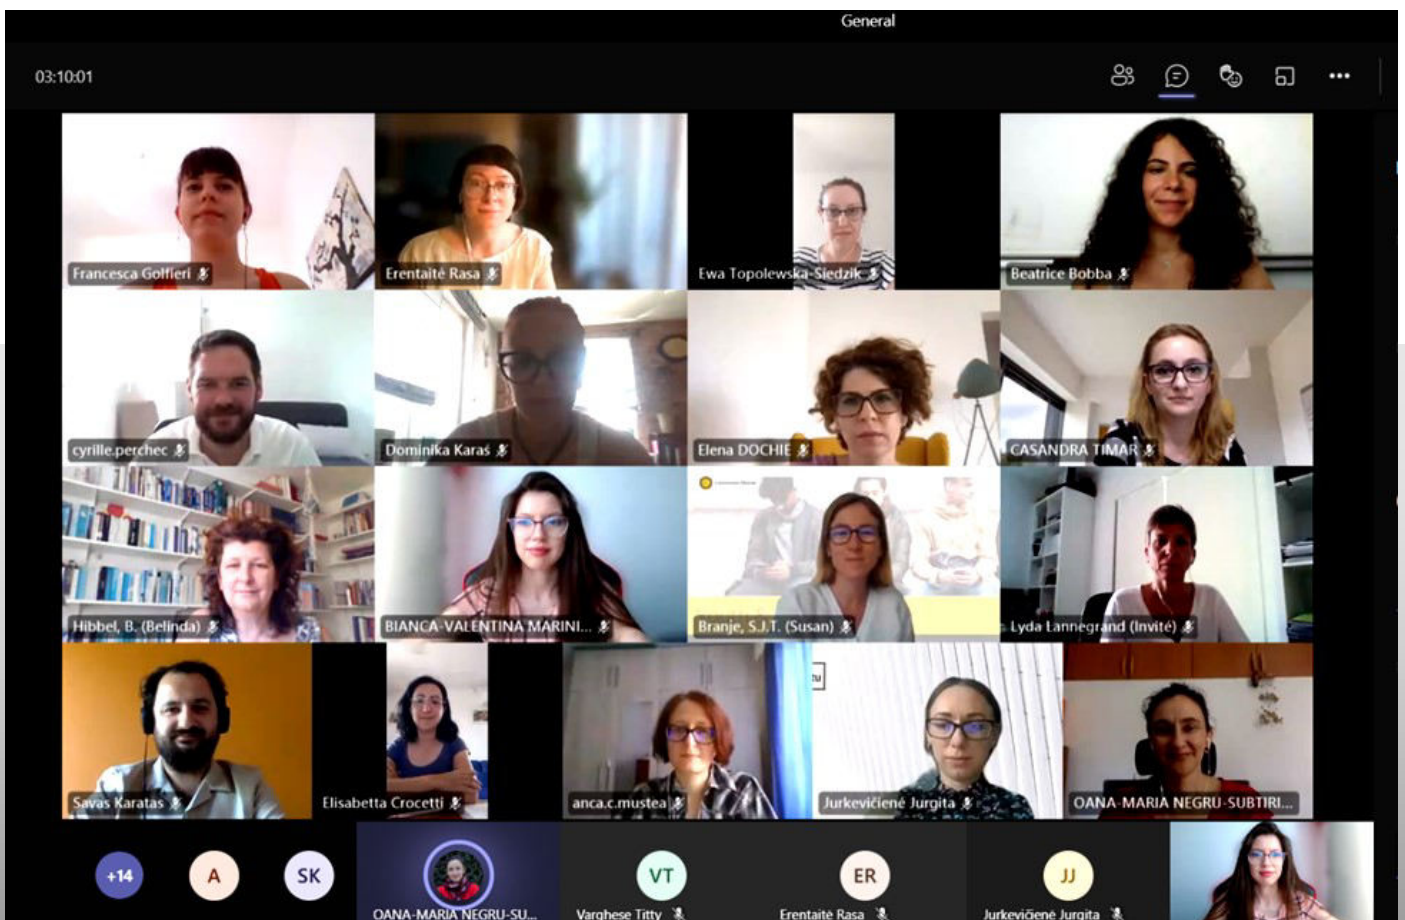 General
03:10:01
Francesca Golfieri
Erentaitė Rasa
Ewa Topolewska-Siedzik
Beatrice Bobba
cyrille.perchec
Dominika Karaś
Elena DOCHIE
CASANDRA TIMAR
Hibbel, B. (Belinda)
BIANCA-VALENTINA MARINI...
Branje, S.J.T. (Susan)
Lyda Lannegrand (Invité)
tu
Savas Karatas
Elisabetta Crocetti
anca.c.mustea
Jurkevičienė Jurgita
OANA-MARIA NEGRU-SUBTIRI...
+14
A
SK
VT
ER
JJ
OANA-MARIA NEGRU-SU...
Varghese Titty
Erentaitė Rasa
Jurkevičienė Jurgita